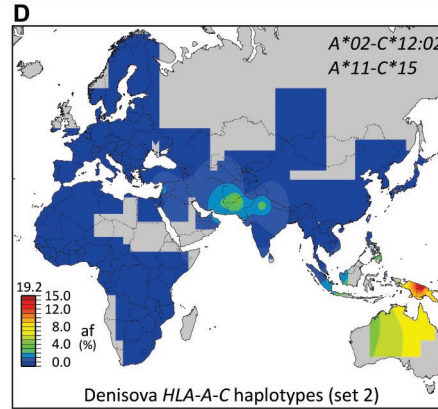 D
A*02-C*12:02
A*11-C*15
19.2
15.0
12.0
8.0
4.0
0.0
af
(%)
Denisova HLA-A-C haplotypes (set 2)